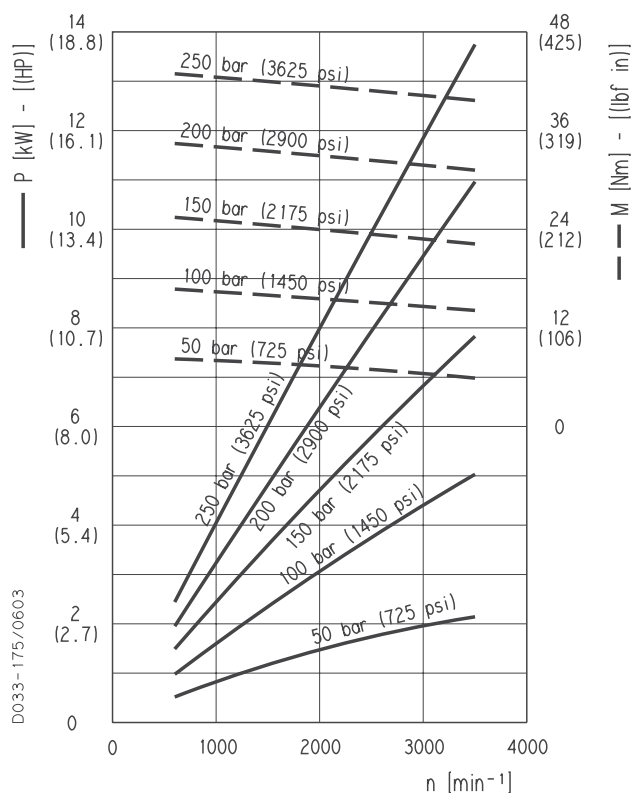 14
(18.8)
12
(16.1)
10
(13.4)
8
(10.7)
6
(8.0)
4
(5.4)
2
(2.7)
0
P [kW] - [(HP)]
48
(425)
36
(319)
24
(212)
12
(106)
0
M [Nm] - [(lbf in)]
250 bar (3625 psi)
200 bar (2900 psi)
150 bar (2175 psi)
100 bar (1450 psi)
50 bar (725 psi)
250 bar (3625 psi)
200 bar (2900 psi)
150 bar (2175 psi)
100 bar (1450 psi)
50 bar (725 psi)
D033-175/0603
0 1000 2000 3000 4000
n [min⁻¹]